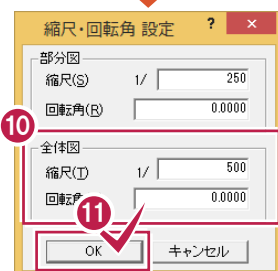 縮尺・回転角 設定 ? ×
部分図
縮尺(S) 1/ 250
回転角(R) 0.0000
10
全体図
縮尺(T) 1/ 500
回転角 0.0000
11
OK キャンセル